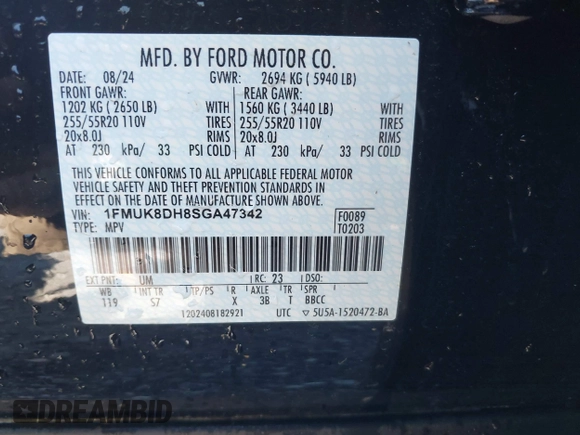 MFD. BY FORD MOTOR CO.
DATE: 08/24 GVWR: 2694 KG ( 5940 LB)
FRONT GAWR: REAR GAWR:
1202 KG ( 2650 LB) WITH 1560 KG ( 3440 LB) WITH
255/55R20 110V TIRES 255/55R20 110V TIRES
20x8.0J RIMS 20x8.0J RIMS
AT 230 kPa/ 33 PSI COLD AT 230 kPa/ 33 PSI COLD
THIS VEHICLE CONFORMS TO ALL APPLICABLE FEDERAL MOTOR
VEHICLE SAFETY AND THEFT PREVENTION STANDARDS IN
EFFECT ON THE DATE OF MANUFACTURE SHOWN ABOVE.
VIN: 1FMUK8DH8SGA47342 F0089
TYPE: MPV T0203
EXT PNT: UM RC: 23 DSO:
WB INT TR TP/PS R AXLE TR SPR
119 S7 X 3B T BBCC
1202408182921 UTC ▽ 5U5A-1520472-BA
DREAMBID